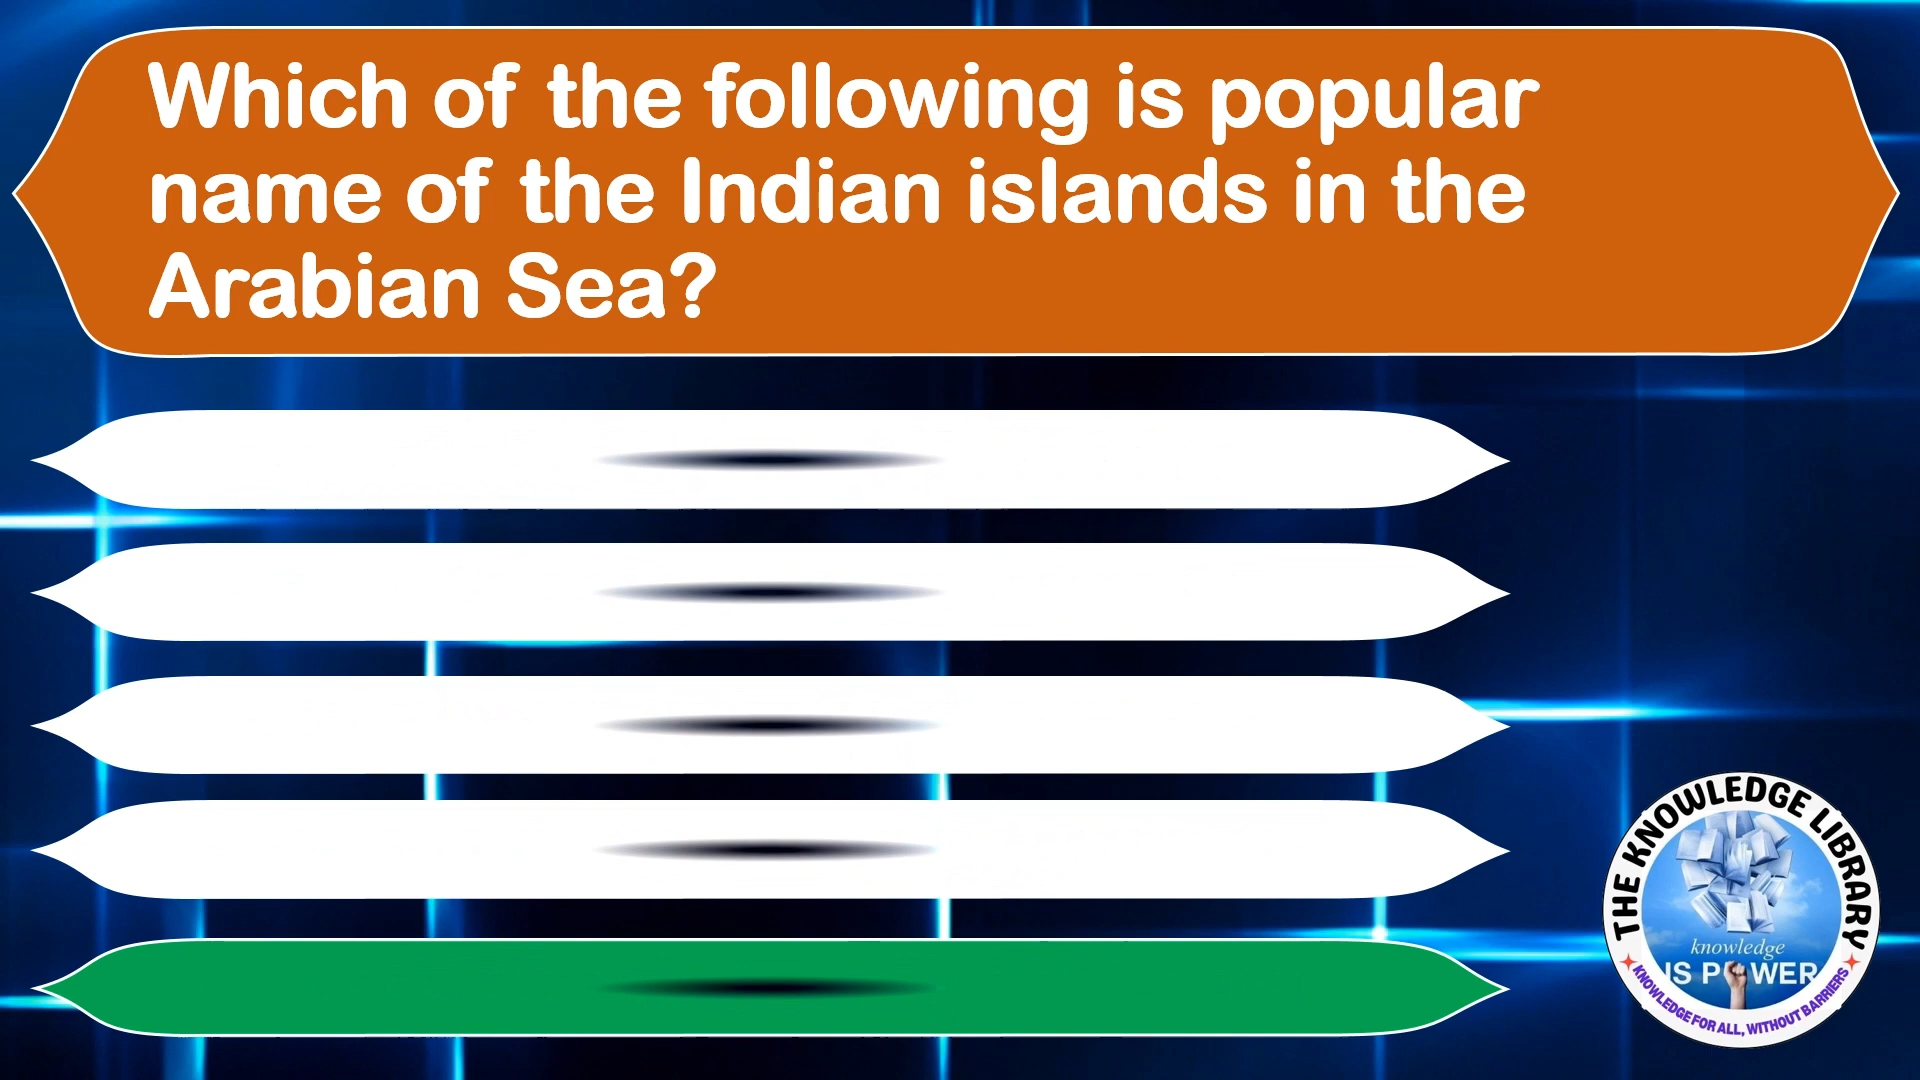 Which of the following is popular
name of the Indian islands in the
Arabian Sea?
THE KNOWLEDGE LIBRARY
knowledge
IS POWER
KNOWLEDGE FOR ALL, WITHOUT BARRIERS